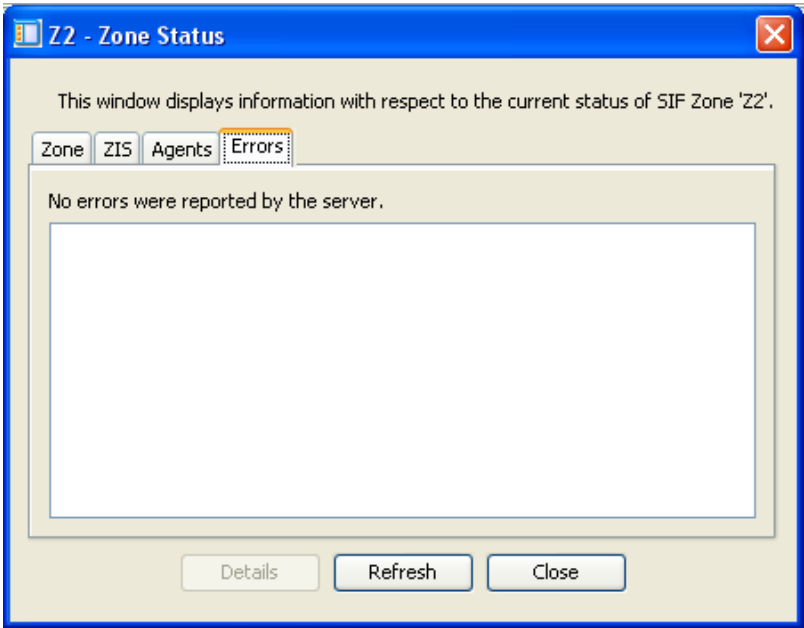 Z2 - Zone Status
This window displays information with respect to the current status of SIF Zone 'Z2'.
Zone ZIS Agents Errors
No errors were reported by the server.
Details Refresh Close